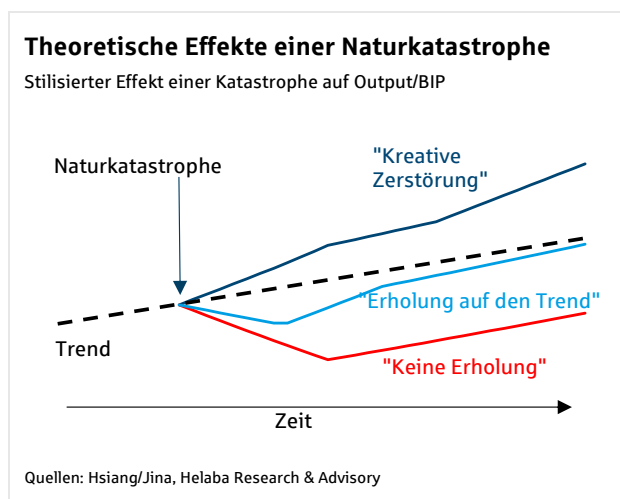 Theoretische Effekte einer Naturkatastrophe
Stilisierter Effekt einer Katastrophe auf Output/BIP
Naturkatastrophe
"Kreative
Zerstörung"
"Erholung auf den Trend"
Trend
"Keine Erholung"
Zeit
Quellen: Hsiang/Jina, Helaba Research & Advisory